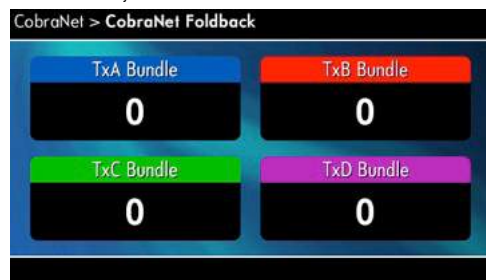 CobraNet > CobraNet Foldback
TxA Bundle
TxB Bundle
0
0
TxC Bundle
TxD Bundle
0
0